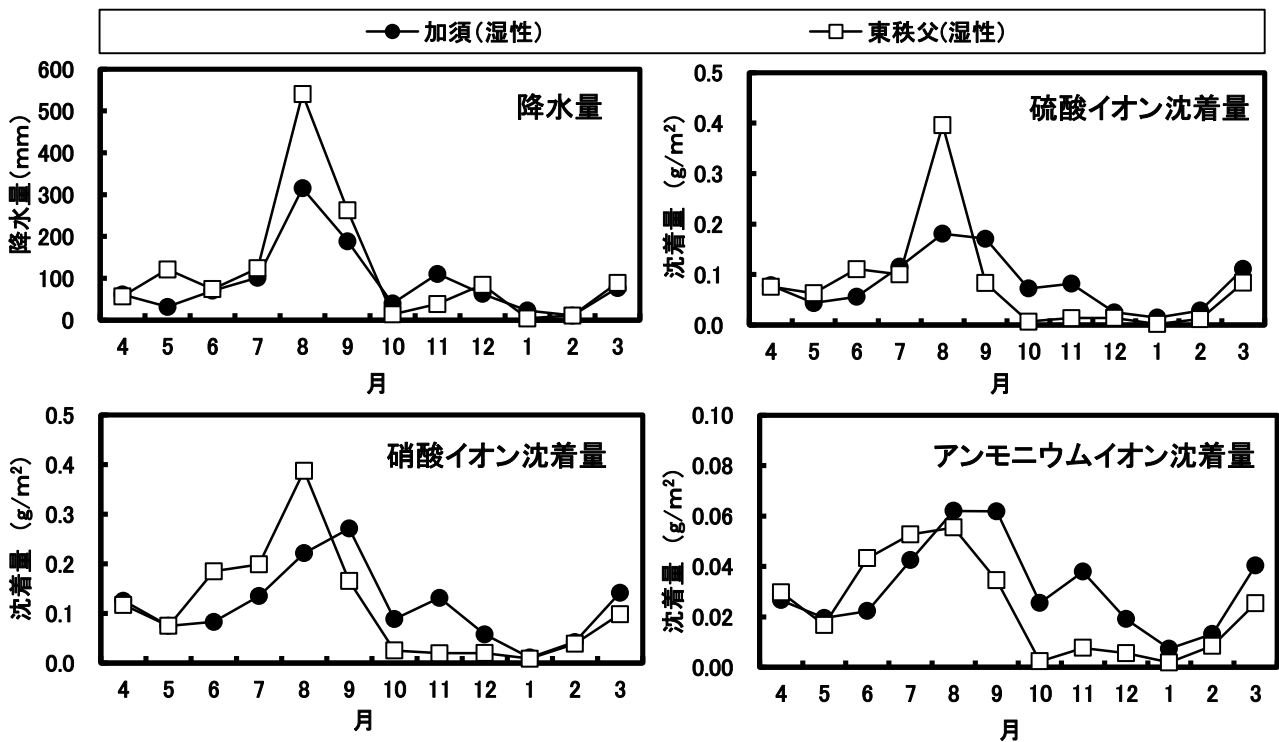 加須(湿性) 東秩父(湿性)
降水量
降水量(mm)
600
500
400
300
200
100
0
4 5 6 7 8 9 10 11 12 1 2 3
月
硫酸イオン沈着量
沈着量 (g/m²)
0.5
0.4
0.3
0.2
0.1
0.0
4 5 6 7 8 9 10 11 12 1 2 3
月
硝酸イオン沈着量
沈着量 (g/m²)
0.5
0.4
0.3
0.2
0.1
0.0
4 5 6 7 8 9 10 11 12 1 2 3
月
アンモニウムイオン沈着量
沈着量 (g/m²)
0.10
0.08
0.06
0.04
0.02
0.00
4 5 6 7 8 9 10 11 12 1 2 3
月